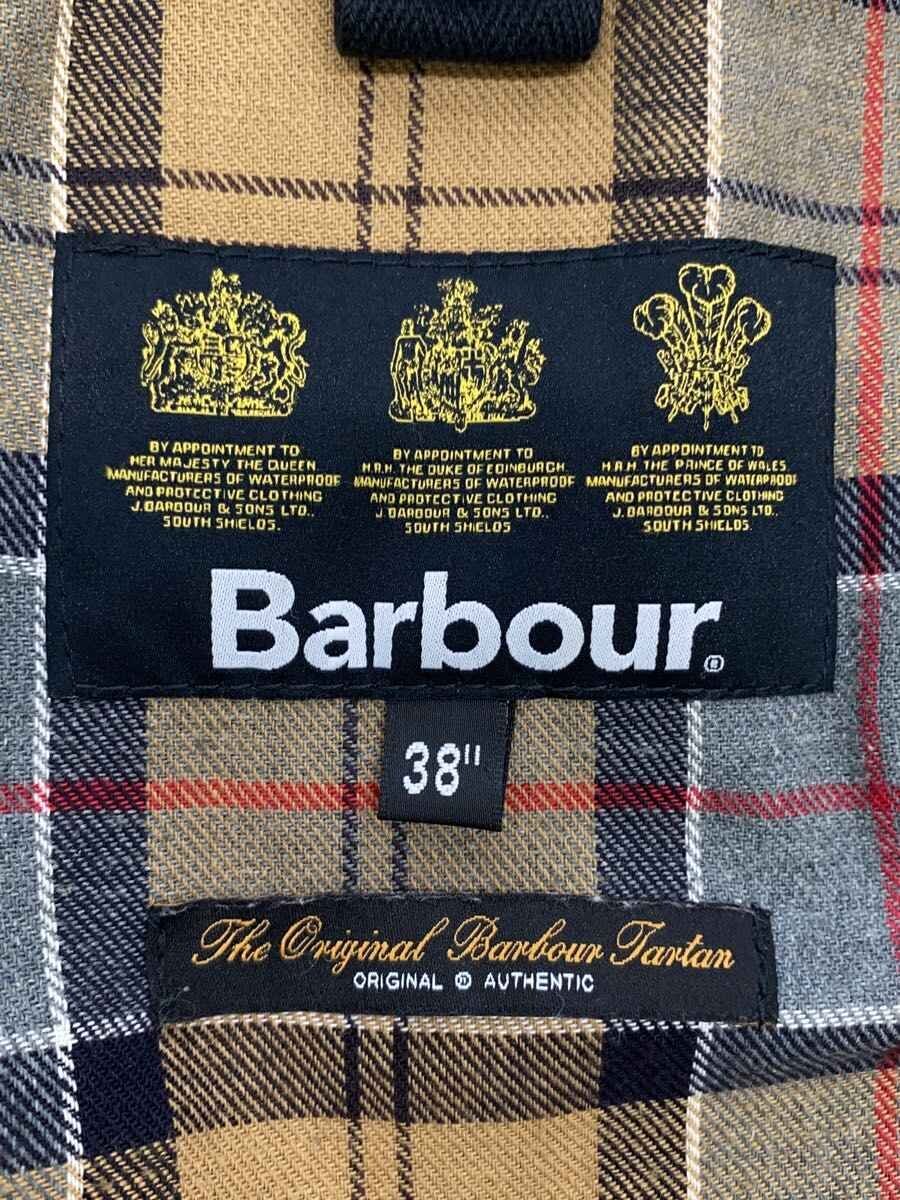 BY APPOINTMENT TO
HER MAJESTY THE QUEEN
MANUFACTURERS OF WATERPROOF
AND PROTECTIVE CLOTHING
J. BARBOUR & SONS LTD.,
SOUTH SHIELDS.
BY APPOINTMENT TO
H.R.H. THE DUKE OF EDINBURGH
MANUFACTURERS OF WATERPROOF
AND PROTECTIVE CLOTHING
J. BARBOUR & SONS LTD.,
SOUTH SHIELDS
BY APPOINTMENT TO
H.R.H. THE PRINCE OF WALES
MANUFACTURERS OF WATERPROOF
AND PROTECTIVE CLOTHING
J. BARBOUR & SONS LTD.,
SOUTH SHIELDS
Barbour®
38"
The Original Barbour Tartan
ORIGINAL AUTHENTIC